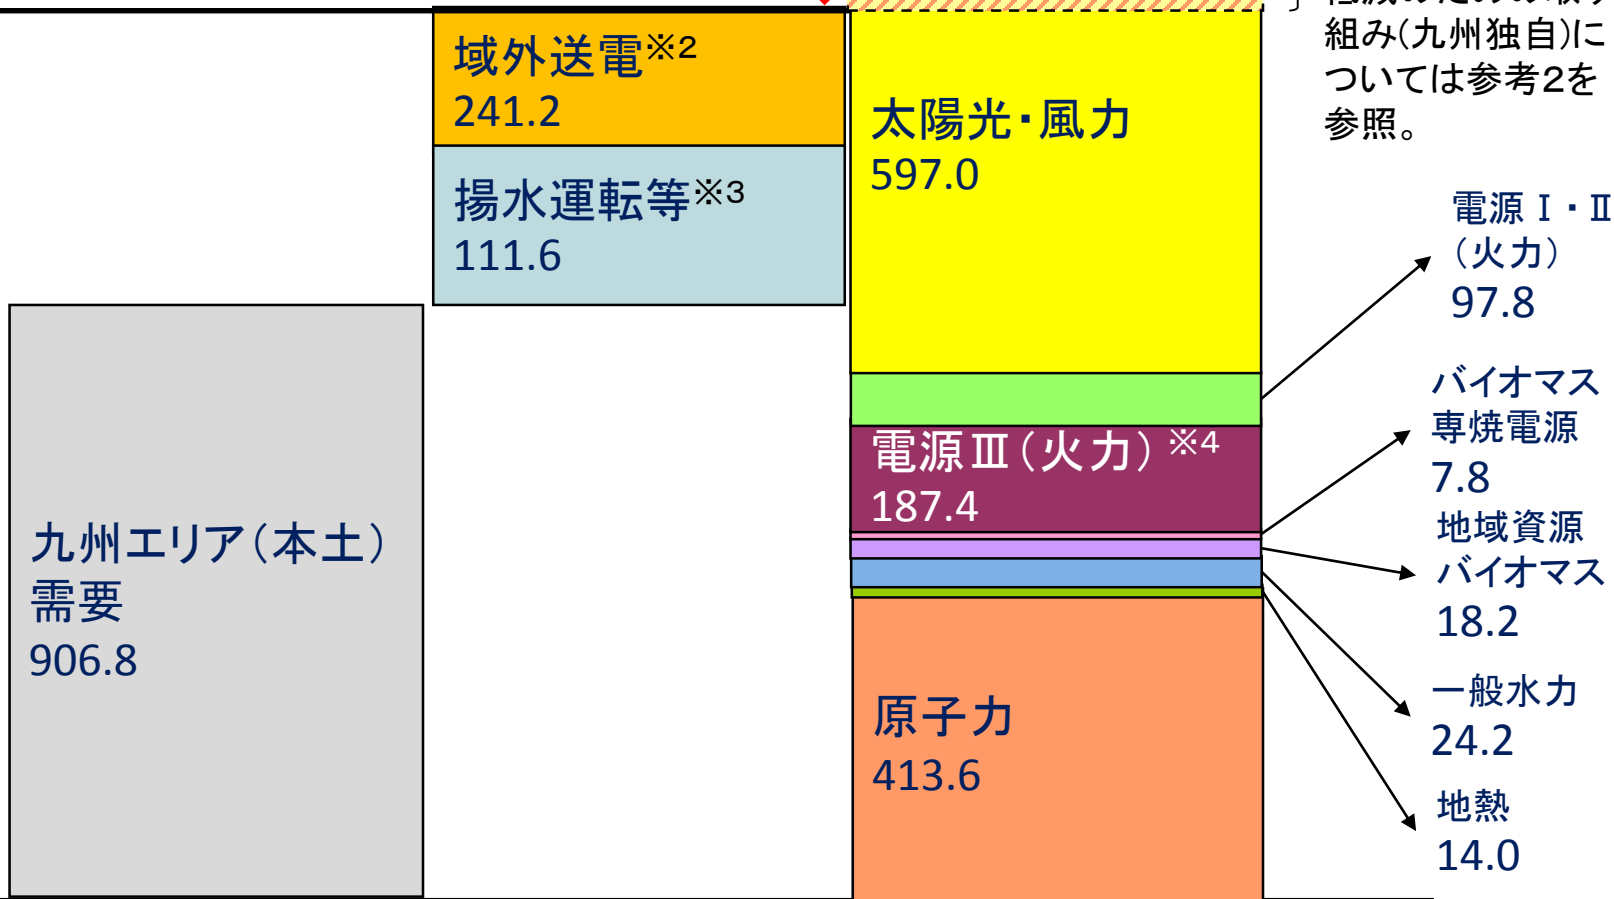 域外送電※2
241.2
揚水運転等※3
111.6
九州エリア(本土)
需要
906.8
太陽光・風力
597.0
電源Ⅲ(火力)※4
187.4
原子力
413.6
組み(九州独自)に
ついては参考2を
参照。
電源Ⅰ・Ⅱ
(火力)
97.8
バイオマス
専焼電源
7.8
地域資源
バイオマス
18.2
一般水力
24.2
地熱
14.0